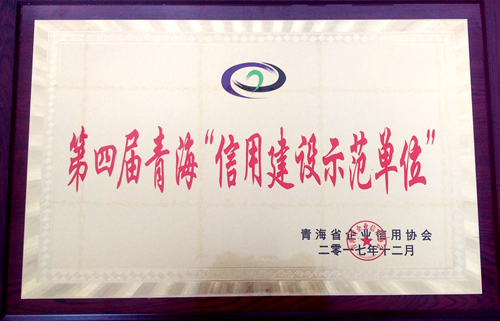 第四届青海“信用建设示范单位”
青海省企业信用协会
二零一七年十二月